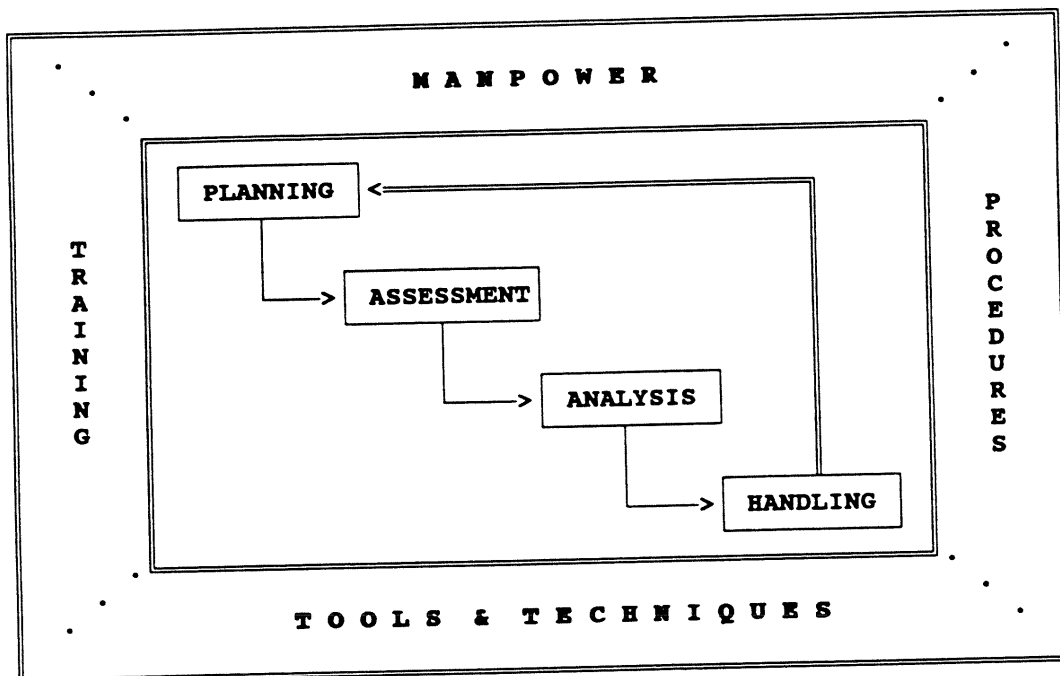 MANPOWER
PLANNING
TRAINING
PROCEDURES
ASSESSMENT
ANALYSIS
HANDLING
TOOLS & TECHNIQUES